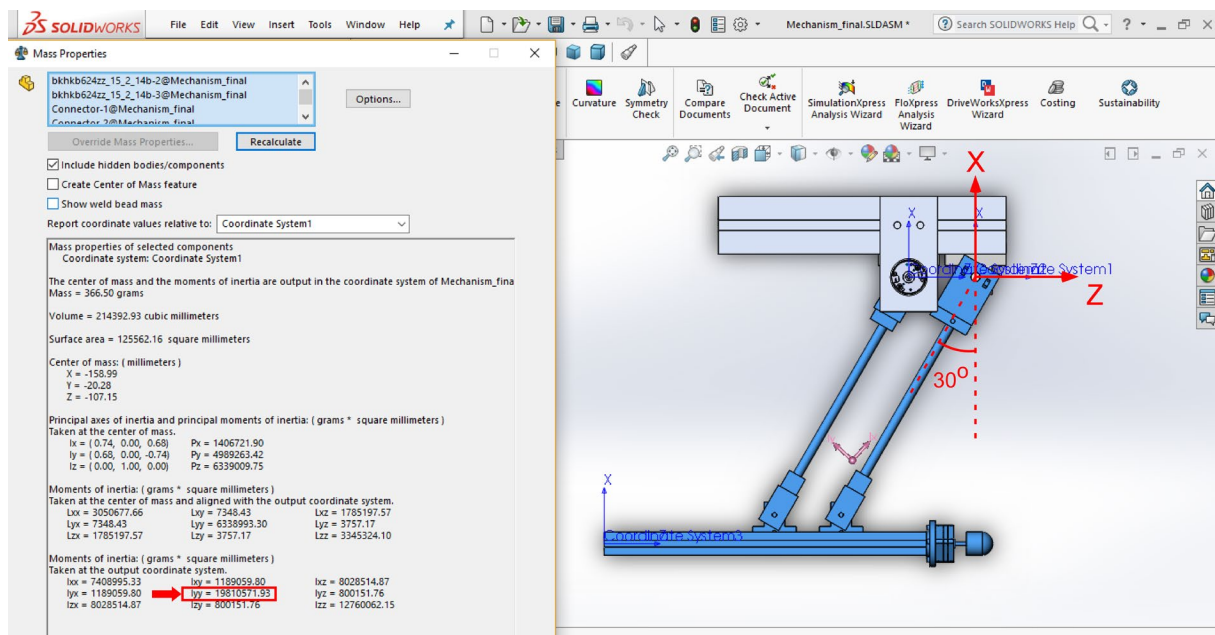 SOLIDWORKS File Edit View Insert Tools Window Help Mechanism_final.SLDASM * Search SOLIDWORKS Help ?
Mass Properties
bkhkb624zz_15_2_14b-2@Mechanism_final
bkhkb624zz_15_2_14b-3@Mechanism_final
Connector-1@Mechanism_final
Connector-2@Mechanism_final
Options...
Override Mass Properties... Recalculate
Include hidden bodies/components
Create Center of Mass feature
Show weld bead mass
Report coordinate values relative to: Coordinate System1
Mass properties of selected components
Coordinate system: Coordinate System1
The center of mass and the moments of inertia are output in the coordinate system of Mechanism_fina
Mass = 366.50 grams
Volume = 214392.93 cubic millimeters
Surface area = 125562.16 square millimeters
Center of mass: ( millimeters )
X = -158.99
Y = -20.28
Z = -107.15
Principal axes of inertia and principal moments of inertia: ( grams * square millimeters )
Taken at the center of mass.
Ix = ( 0.74, 0.00, 0.68) Px = 1406721.90
Iy = ( 0.68, 0.00, -0.74) Py = 4989263.42
Iz = ( 0.00, 1.00, 0.00) Pz = 6339009.75
Moments of inertia: ( grams * square millimeters )
Taken at the center of mass and aligned with the output coordinate system.
Lxx = 3050677.66 Lxy = 7348.43 Lxz = 1785197.57
Lyx = 7348.43 Lyy = 6338993.30 Lyz = 3757.17
Lzx = 1785197.57 Lzy = 3757.17 Lzz = 3345324.10
Moments of inertia: ( grams * square millimeters )
Taken at the output coordinate system.
Ixx = 7408995.33 Ixy = 1189059.80 Ixz = 8028514.87
Iyx = 1189059.80 Iyy = 19810571.93 Iyz = 800151.76
Izx = 8028514.87 Izy = 800151.76 Izz = 12760062.15
e Curvature
Symmetry
Check
Compare
Documents
Check Active
Document
SimulationXpress
Analysis Wizard
FloXpress
Analysis
Wizard
DriveWorksXpress
Wizard
Costing
Sustainability
X
X
X
System1
Z
30o
X
Coordinate System3